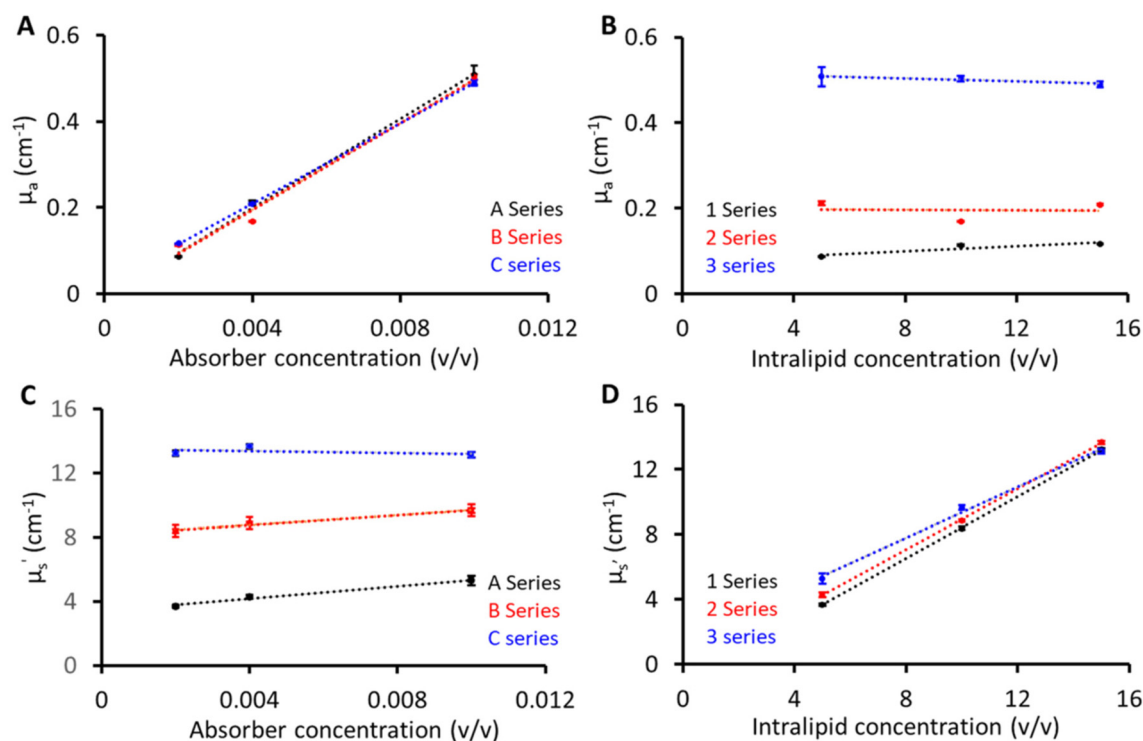 A
0.6
0.4
0.2
0
μa (cm-1)
A Series
B Series
C series
0
0.004
0.008
0.012
Absorber concentration (v/v)
B
0.6
0.4
0.2
0
μa (cm-1)
1 Series
2 Series
3 series
0
4
8
12
16
Intralipid concentration (v/v)
C
16
12
8
4
0
μs' (cm-1)
A Series
B Series
C series
0
0.004
0.008
0.012
Absorber concentration (v/v)
D
16
12
8
4
0
μs' (cm-1)
1 Series
2 Series
3 series
0
4
8
12
16
Intralipid concentration (v/v)